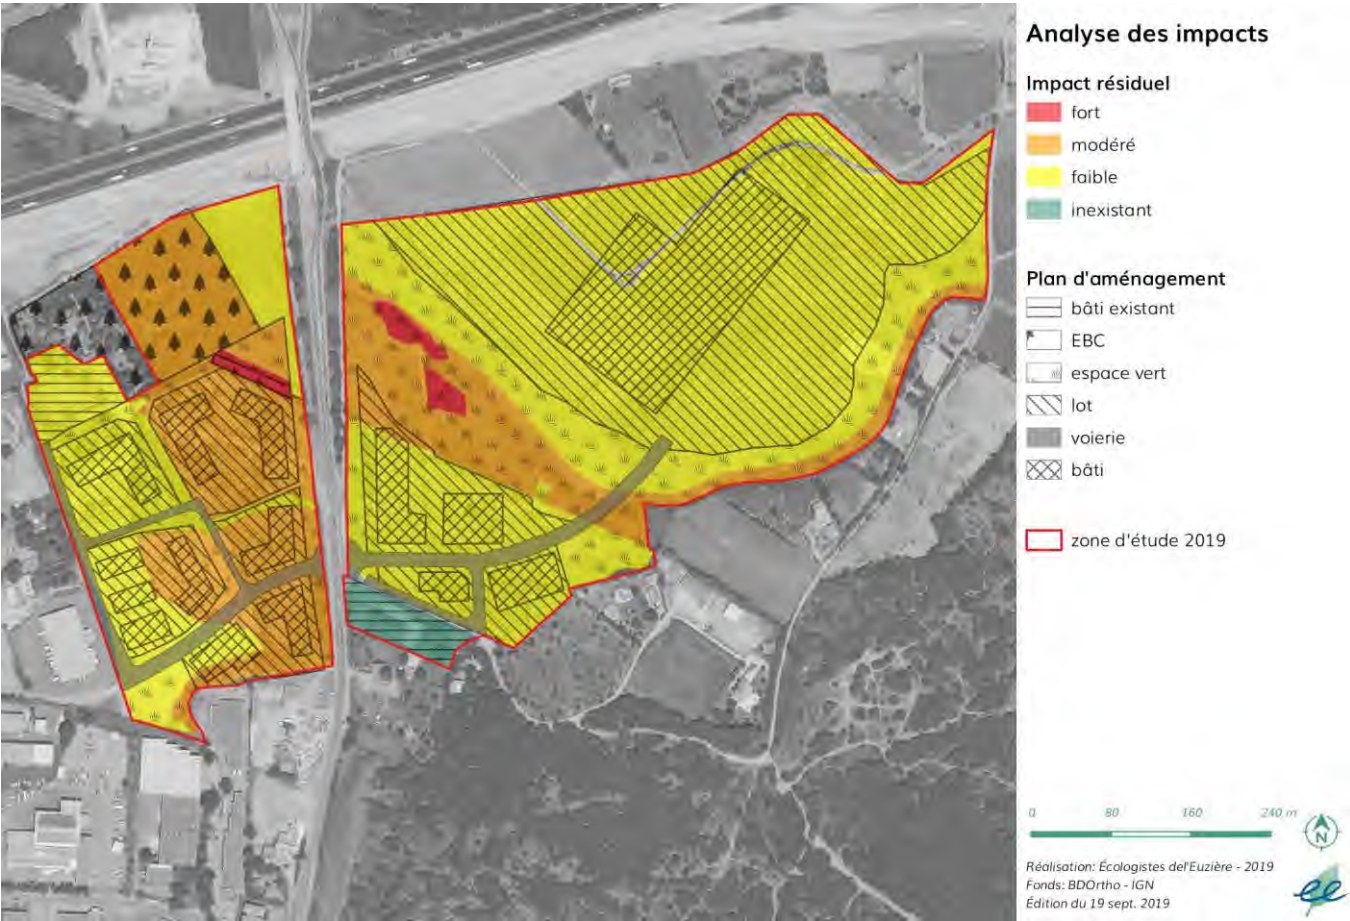 Analyse des impacts
Impact résiduel
fort
modéré
faible
inexistant
Plan d'aménagement
bâti existant
EBC
espace vert
lot
voierie
bâti
zone d'étude 2019
0 80 160 240 m
N
Réalisation: Écologistes del'Euzière - 2019
Fonds: BDOrtho - IGN
Édition du 19 sept. 2019
ee